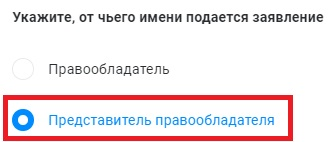 Укажите, от чьего имени подается заявление
Правообладатель
Представитель правообладателя